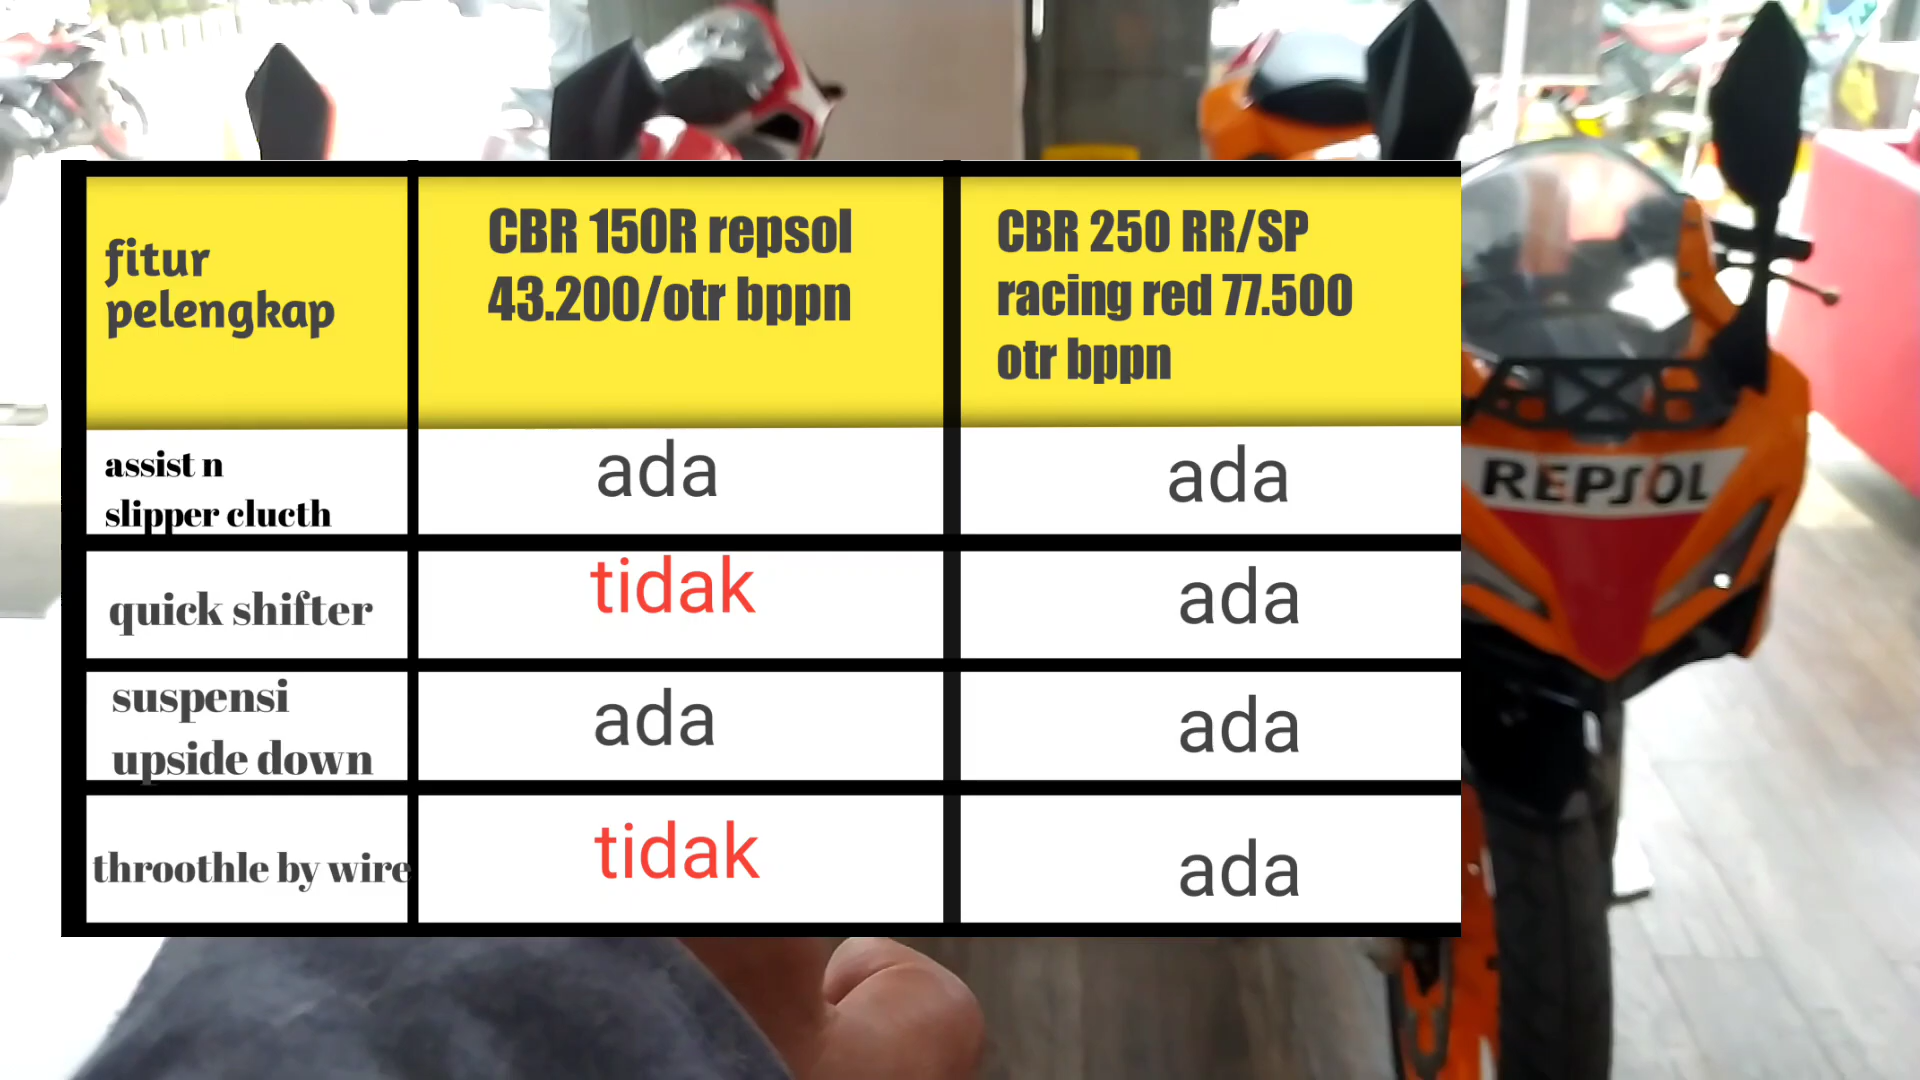 fitur
pelengkap
CBR 150R repsol
43.200/otr bppn
CBR 250 RR/SP
racing red 77.500
otr bppn
assist n
slipper clucth
ada
ada
quick shifter
tidak
ada
suspensi
upside down
ada
ada
throothle by wire
tidak
ada
REPSOL